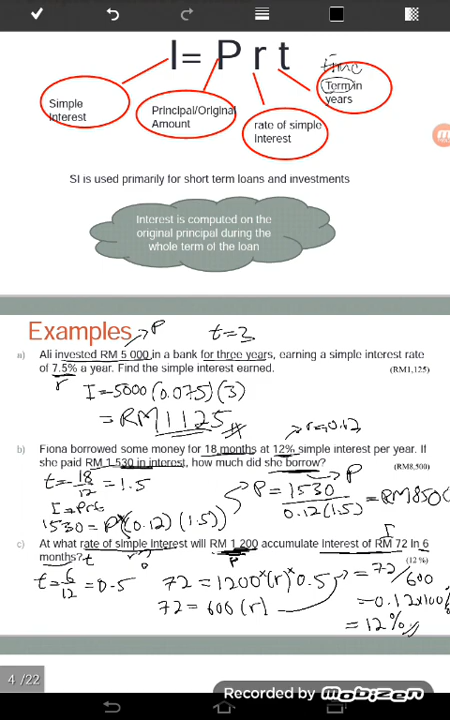 I= P r t
time
Simple Interest
Principal/Original Amount
rate of simple Interest
Term in years
SI is used primarily for short term loans and investments
Interest is computed on the
original principal during the
whole term of the loan
Examples
P
t=3
a) Ali invested RM 5 000 in a bank for three years, earning a simple interest rate
of 7.5% a year. Find the simple interest earned. (RM1,125)
r
I = 5000 (0.075) (3)
= RM1125
r=0.12
b) Fiona borrowed some money for 18 months at 12% simple interest per year. If
she paid RM 1 530 in interest, how much did she borrow? (RM8,500)
P
t = 18/12 = 1.5
I = Prt
1530 = P (0.12) (1.5)
P = 1530 / 0.12 (1.5) = RM8500
I
c) At what rate of simple interest will RM 1 200 accumulate interest of RM 72 in 6
months? (12 %)
t
r
P
t = 6/12 = 0.5
72 = 1200 × (r) × 0.5
72 = 600 (r)
= 72/600
= 0.12 × 100%
= 12%
4 /22
Recorded by mobizen